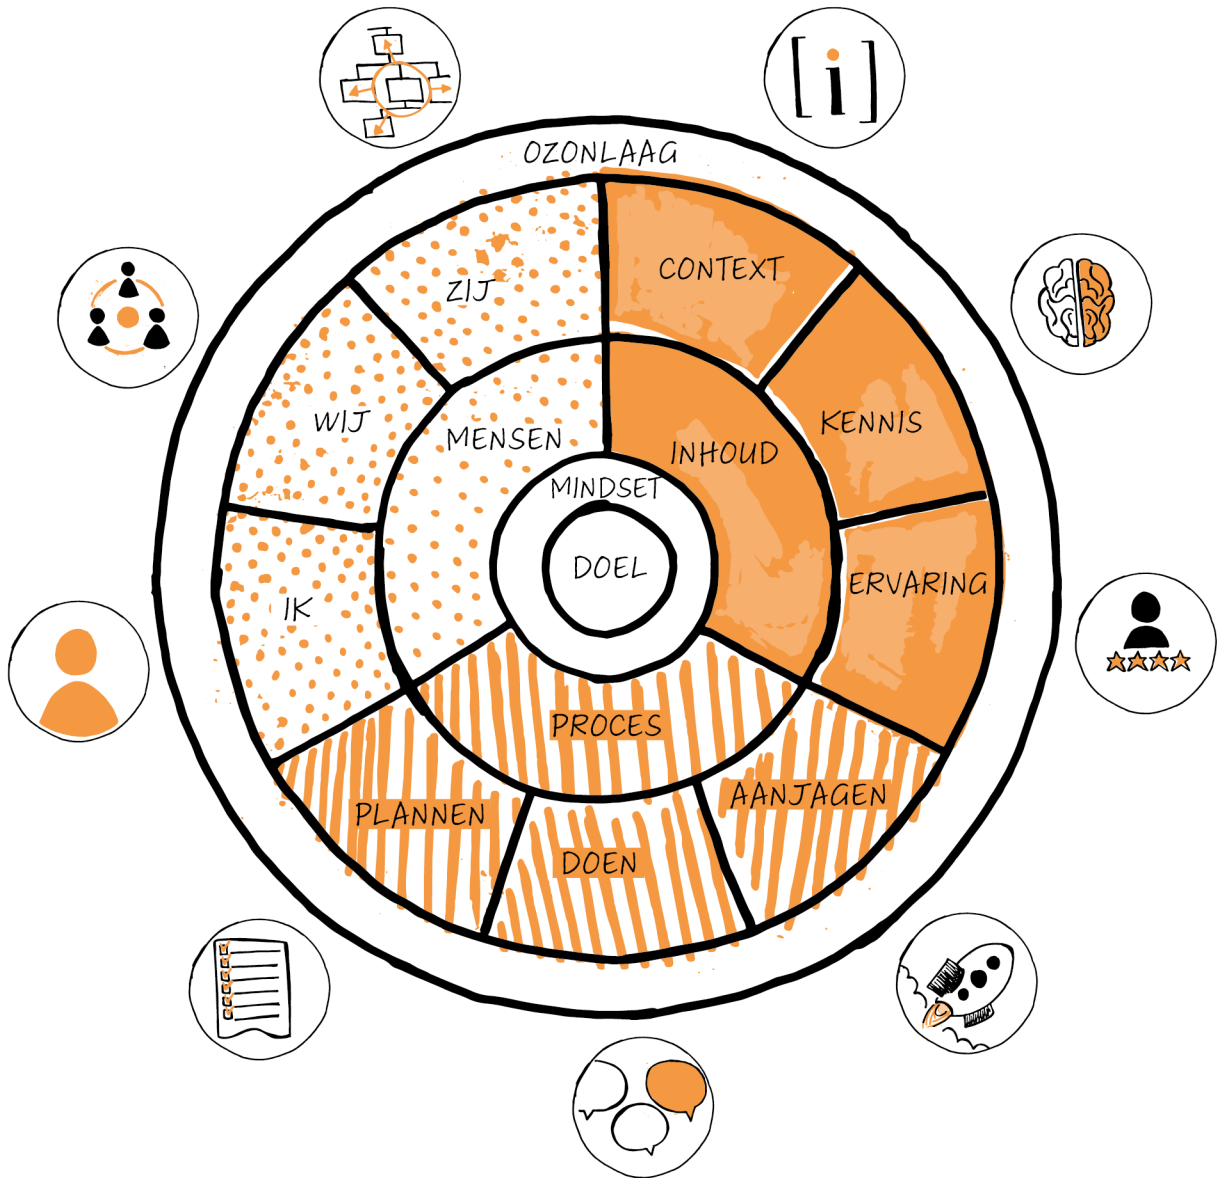 [i]
OZONLAAG
ZIJ
CONTEXT
WIJ
MENSEN
INHOUD
KENNIS
MINDSET
DOEL
IK
ERVARING
PROCES
PLANNEN
DOEN
AANJAGEN